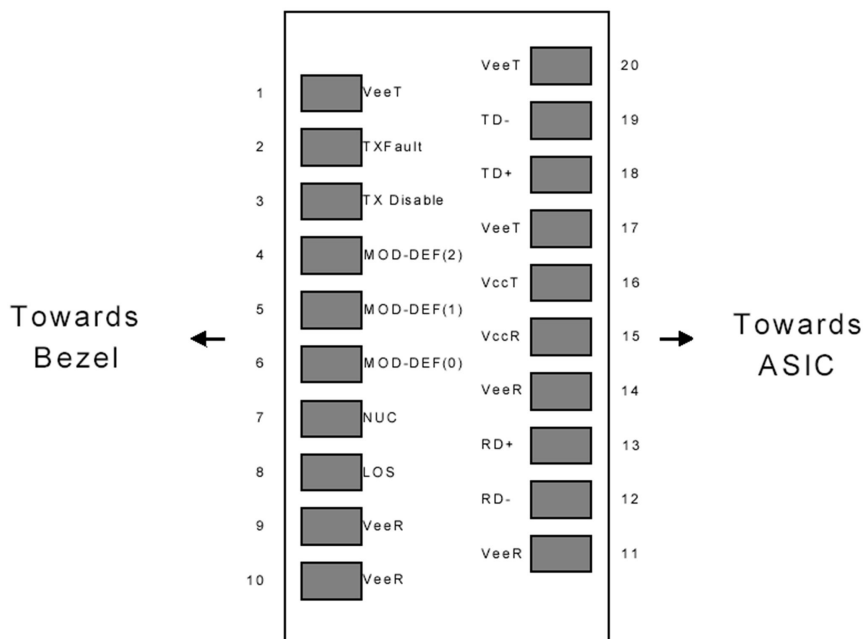 VeeT 20
1 VeeT
TD- 19
2 TXFault
TD+ 18
3 TX Disable
VeeT 17
4 MOD-DEF(2)
VccT 16
5 MOD-DEF(1)
Towards
Bezel
VccR 15
Towards
ASIC
6 MOD-DEF(0)
VeeR 14
7 NUC
RD+ 13
8 LOS
RD- 12
9 VeeR
VeeR 11
10 VeeR